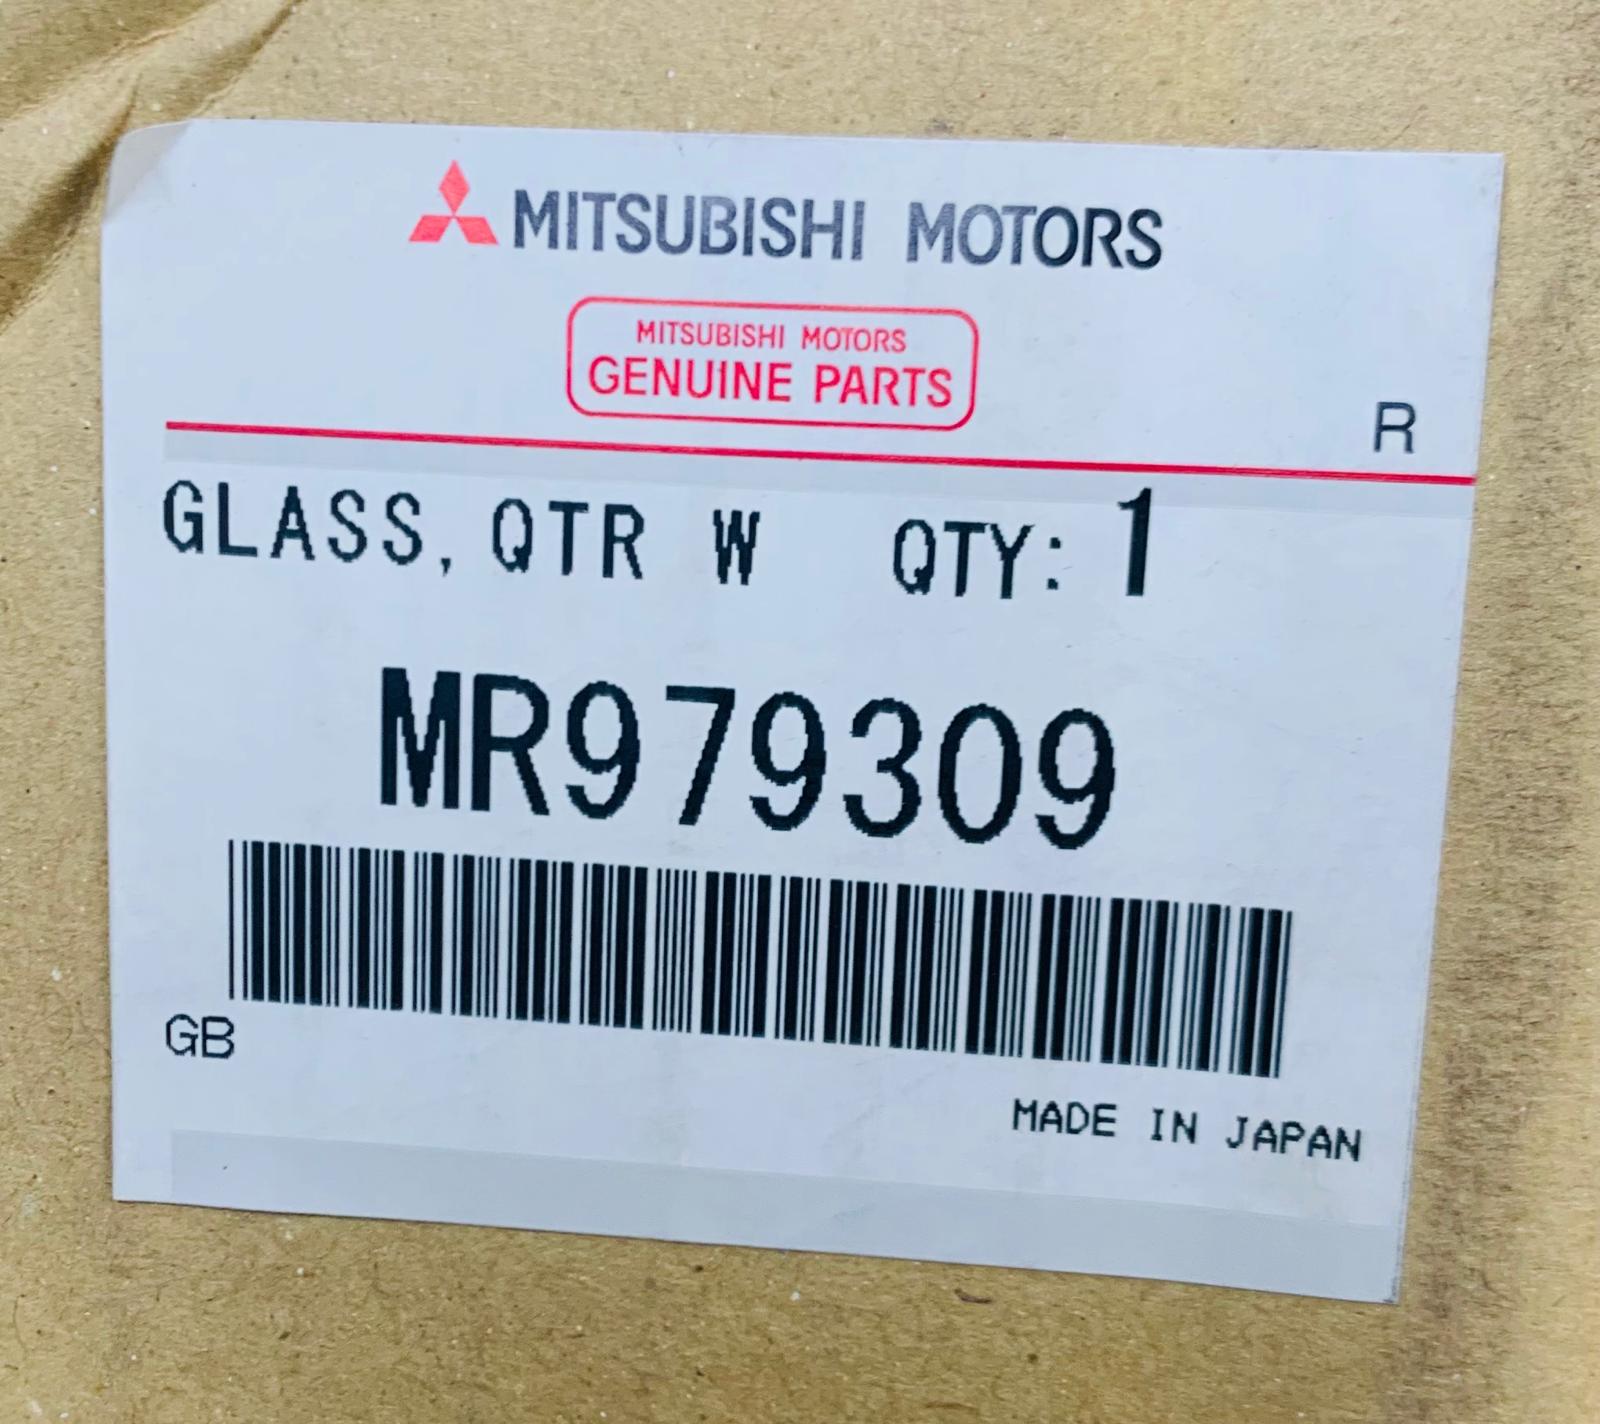 MITSUBISHI MOTORS
MITSUBISHI MOTORS
GENUINE PARTS
R
GLASS, QTR W QTY: 1
MR979309
GB
MADE IN JAPAN